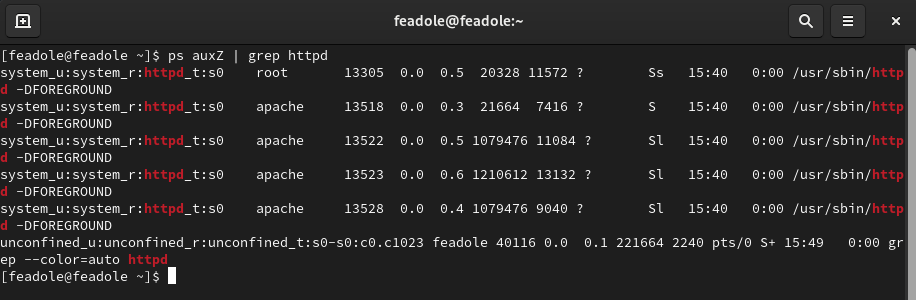 feadole@feadole:~
[feadole@feadole ~]$ ps auxZ | grep httpd
system_u:system_r:httpd_t:s0    root       13305  0.0  0.5  20328 11572 ?        Ss   15:40   0:00 /usr/sbin/http
d -DFOREGROUND
system_u:system_r:httpd_t:s0    apache     13518  0.0  0.3  21664  7416 ?        S    15:40   0:00 /usr/sbin/http
d -DFOREGROUND
system_u:system_r:httpd_t:s0    apache     13522  0.0  0.5 1079476 11084 ?       Sl   15:40   0:00 /usr/sbin/http
d -DFOREGROUND
system_u:system_r:httpd_t:s0    apache     13523  0.0  0.6 1210612 13132 ?       Sl   15:40   0:00 /usr/sbin/http
d -DFOREGROUND
system_u:system_r:httpd_t:s0    apache     13528  0.0  0.4 1079476 9040 ?        Sl   15:40   0:00 /usr/sbin/http
d -DFOREGROUND
unconfined_u:unconfined_r:unconfined_t:s0-s0:c0.c1023 feadole 40116 0.0  0.1 221664 2240 pts/0 S+ 15:49   0:00 gr
ep --color=auto httpd
[feadole@feadole ~]$